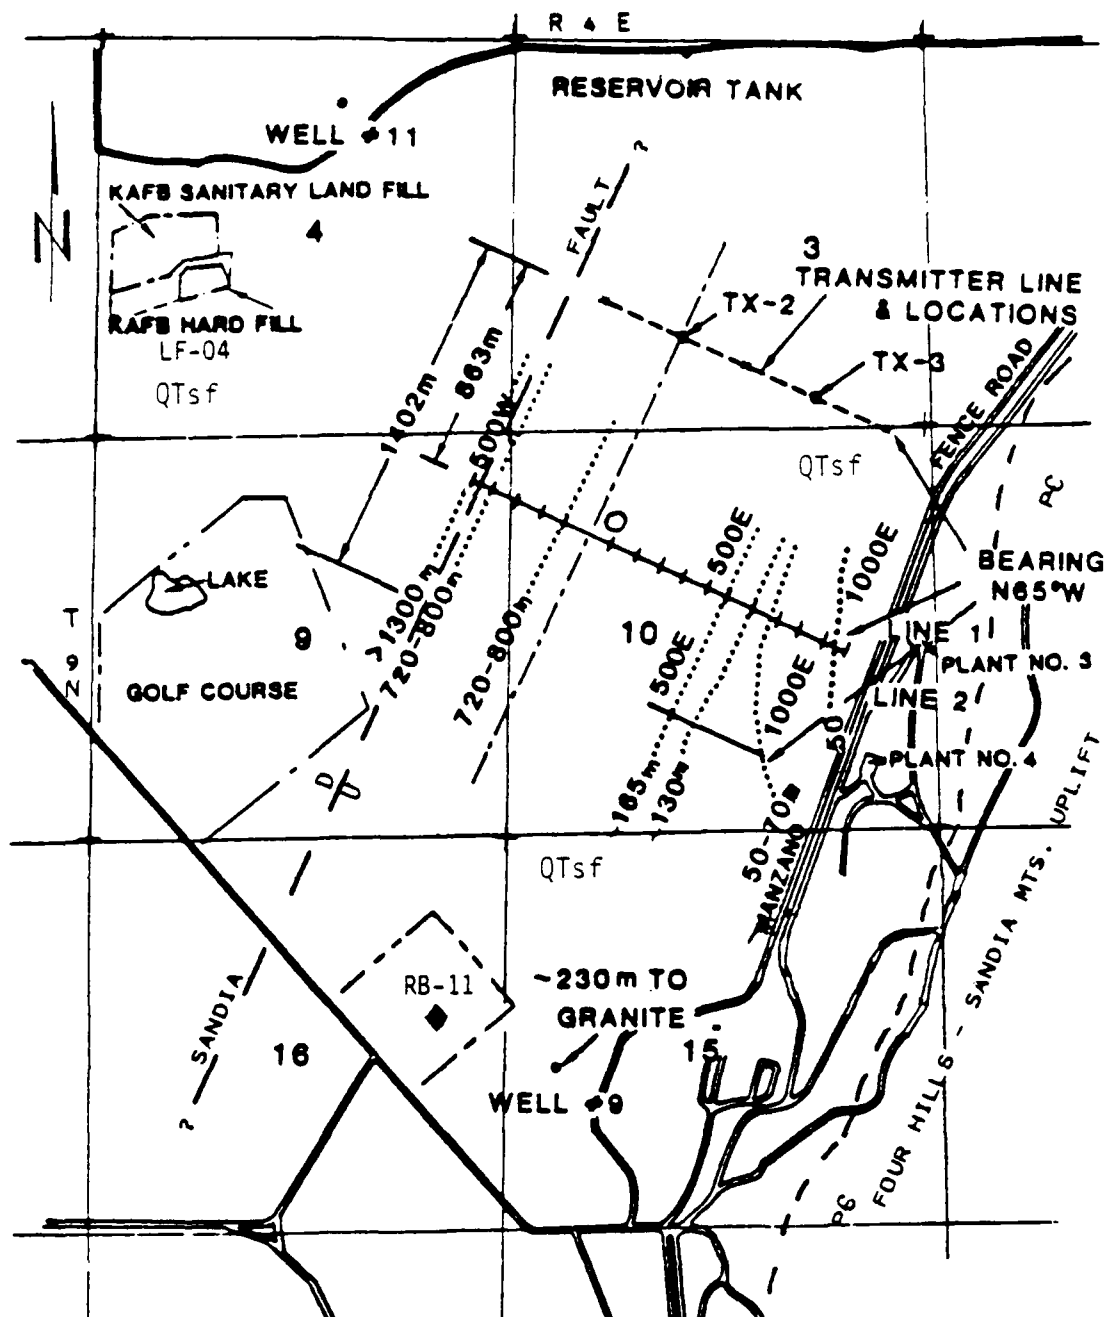 R 4 E
RESERVOIR TANK
WELL #11
KAFB SANITARY LAND FILL
N
4
FAULT
?
3
TRANSMITTER LINE
& LOCATIONS
TX-2
TX-3
KAFB HARD FILL
LF-04
QTsf
1402m
863m
500W
FENCE ROAD
QTsf
PC
O
500E
1000E
BEARING
N65°W
LAKE
T
9
N
9
10
>1300m
720-800m
720-800m
500E
1000E
LINE 1
PLANT NO. 3
LINE 2
GOLF COURSE
50
PLANT NO. 4
D
U
165m
130m
50-70m
MANZANO
QTsf
RB-11
~230m TO
GRANITE
SANDIA
?
16
15
WELL #9
FOUR HILLS - SANDIA MTS. UPLIFT